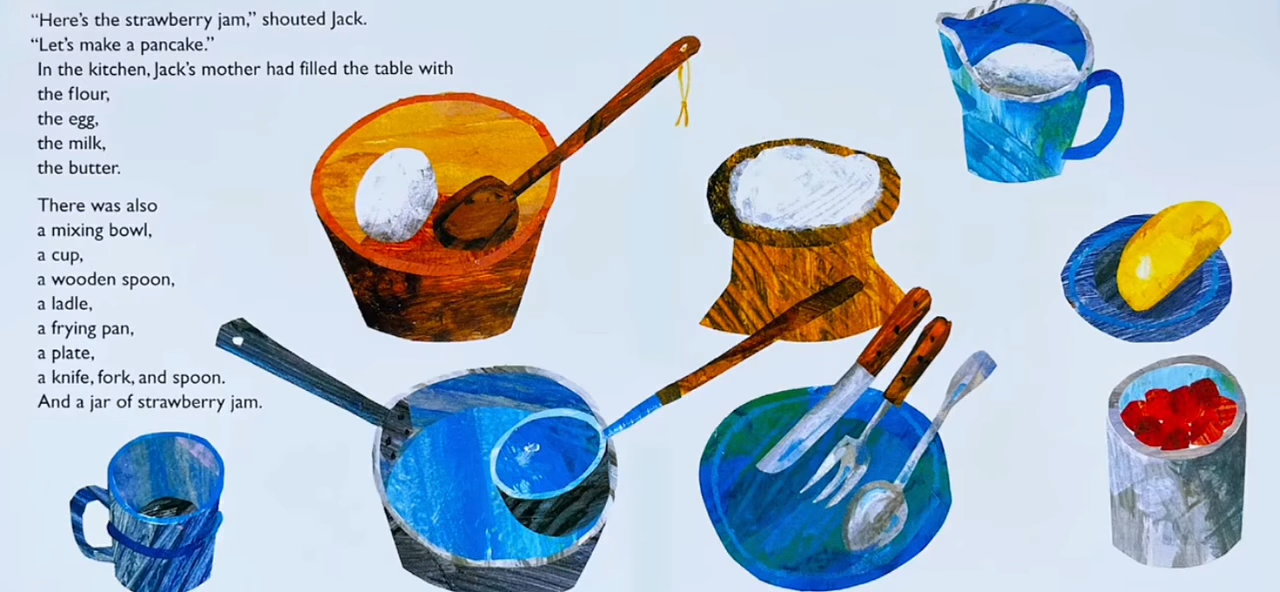 “Here’s the strawberry jam,” shouted Jack.
“Let’s make a pancake.”
In the kitchen, Jack’s mother had filled the table with
the flour,
the egg,
the milk,
the butter.
There was also
a mixing bowl,
a cup,
a wooden spoon,
a ladle,
a frying pan,
a plate,
a knife, fork, and spoon.
And a jar of strawberry jam.